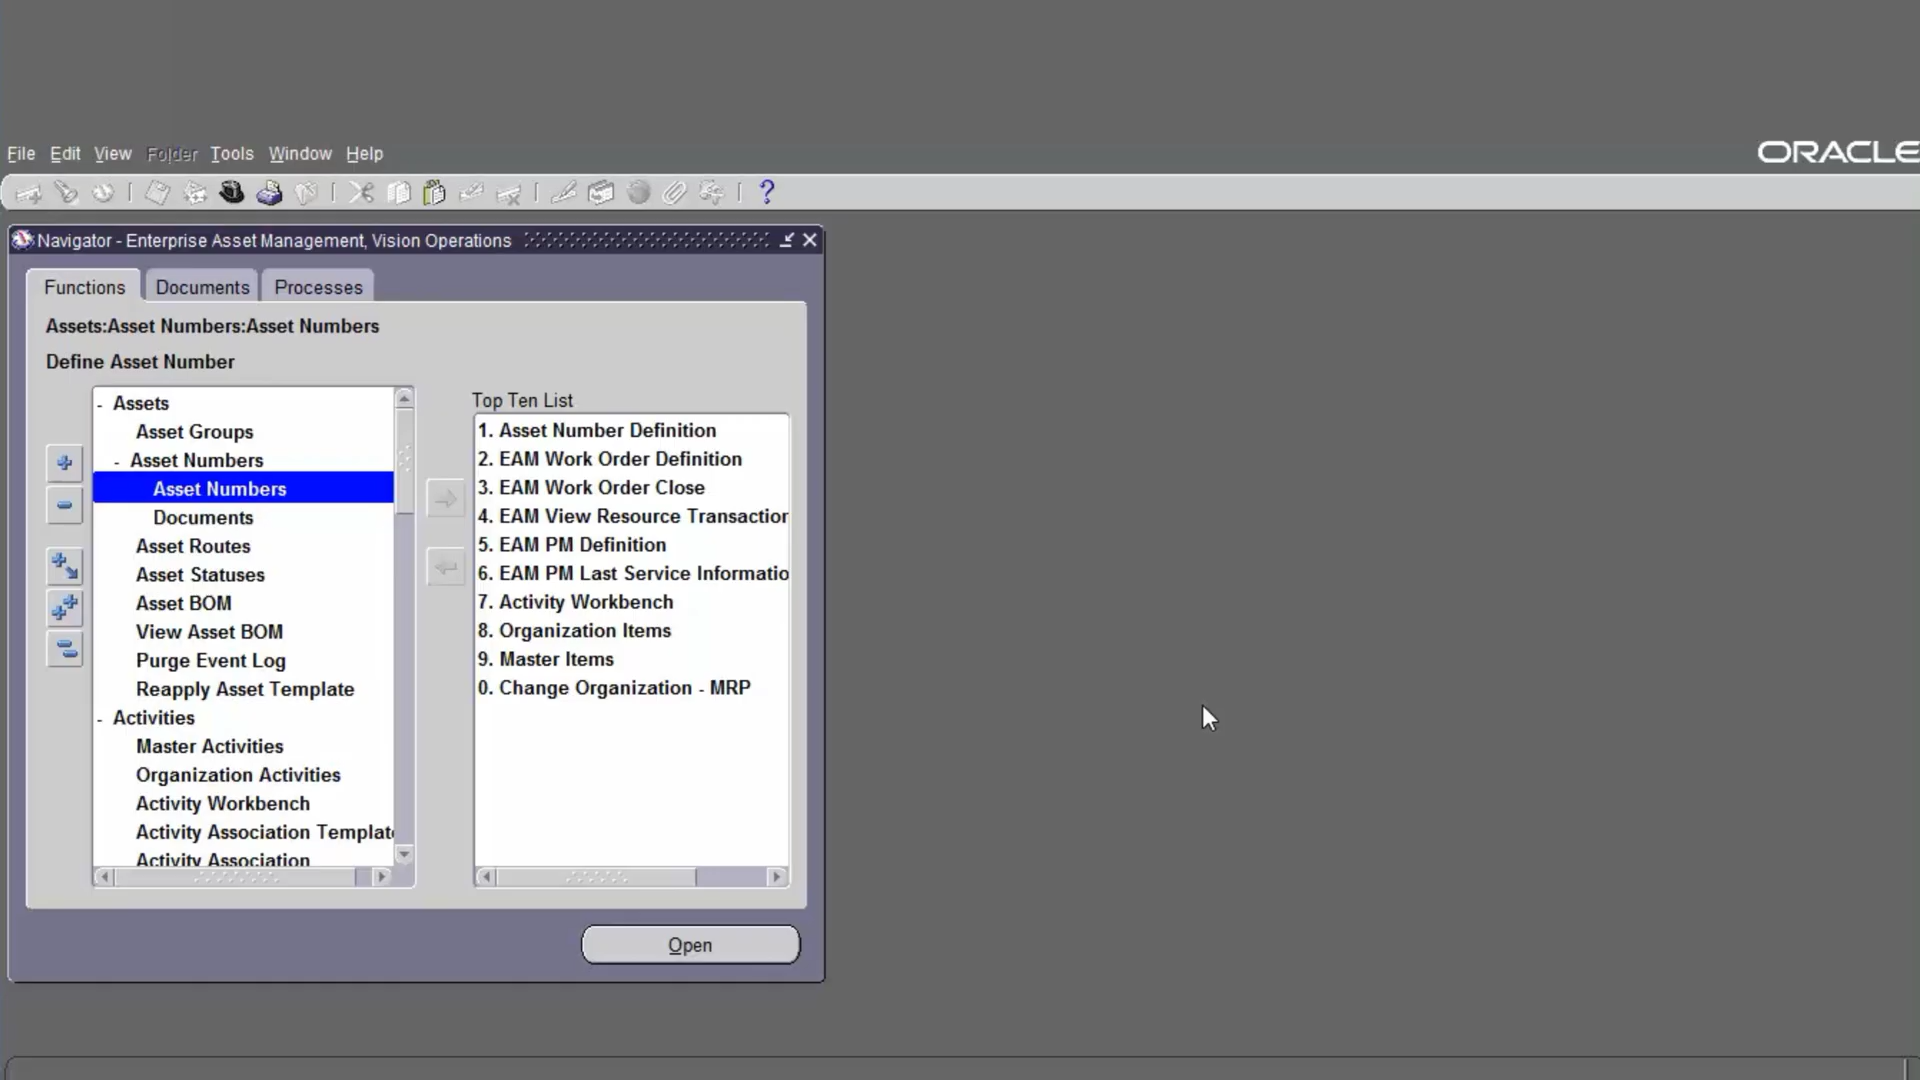 File Edit View Folder Tools Window Help
ORACLE
?
Navigator - Enterprise Asset Management, Vision Operations
Functions Documents Processes
Assets:Asset Numbers:Asset Numbers
Define Asset Number
- Assets
Asset Groups
- Asset Numbers
Asset Numbers
Documents
Asset Routes
Asset Statuses
Asset BOM
View Asset BOM
Purge Event Log
Reapply Asset Template
- Activities
Master Activities
Organization Activities
Activity Workbench
Activity Association Templat
Activity Association
Top Ten List
1. Asset Number Definition
2. EAM Work Order Definition
3. EAM Work Order Close
4. EAM View Resource Transaction
5. EAM PM Definition
6. EAM PM Last Service Informatio
7. Activity Workbench
8. Organization Items
9. Master Items
0. Change Organization - MRP
Open